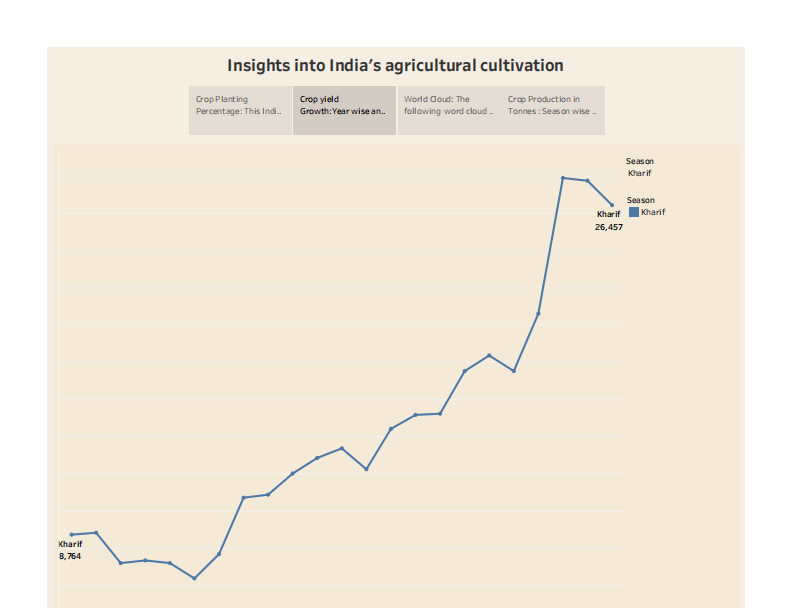 Insights into India’s agricultural cultivation
Crop Planting
Percentage: This Indi..
Crop yield
Growth:Year wise an..
World Cloud: The
following word cloud ..
Crop Production in
Tonnes : Season wise ..
Season
Kharif
Season
Kharif
Kharif
26,457
Kharif
8,764